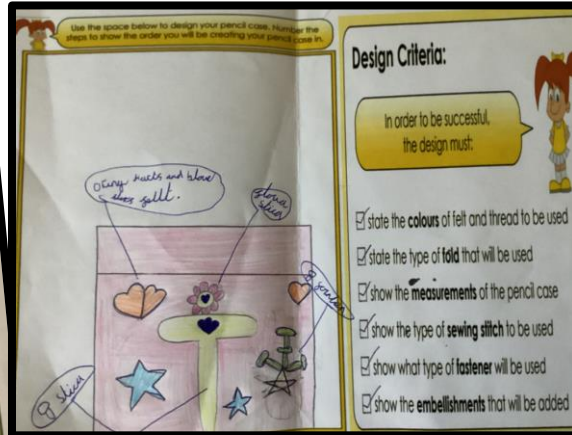 Use the space below to design your pencil case. Number the
steps to show the order you will be creating your pencil case in.
and
Design Criteria:
In order to be successful,
the design must:
state the colours of felt and thread to be used
state the type of fold that will be used
show the measurements of the pencil case
show the type of sewing stitch to be used
show what type of fastener will be used
show the embellishments that will be added
T